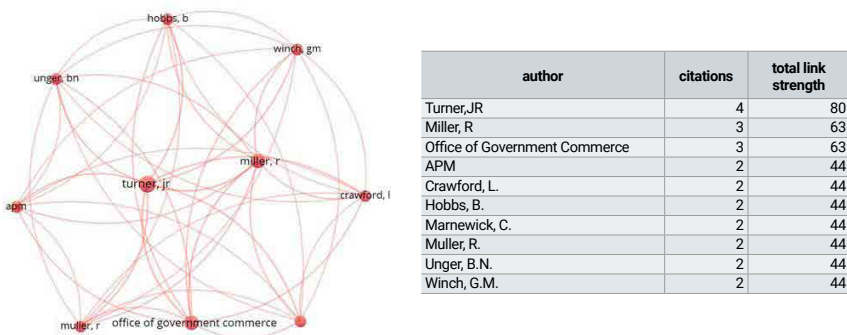 hobbs, b
winch, gm
unger, bn
miller, r
turner, jr
crawford, l
apm
muller, r
office of government commerce
author citations total link strength
Turner,JR 4 80
Miller, R 3 63
Office of Government Commerce 3 63
APM 2 44
Crawford, L. 2 44
Hobbs, B. 2 44
Marnewick, C. 2 44
Muller, R. 2 44
Unger, B.N. 2 44
Winch, G.M. 2 44